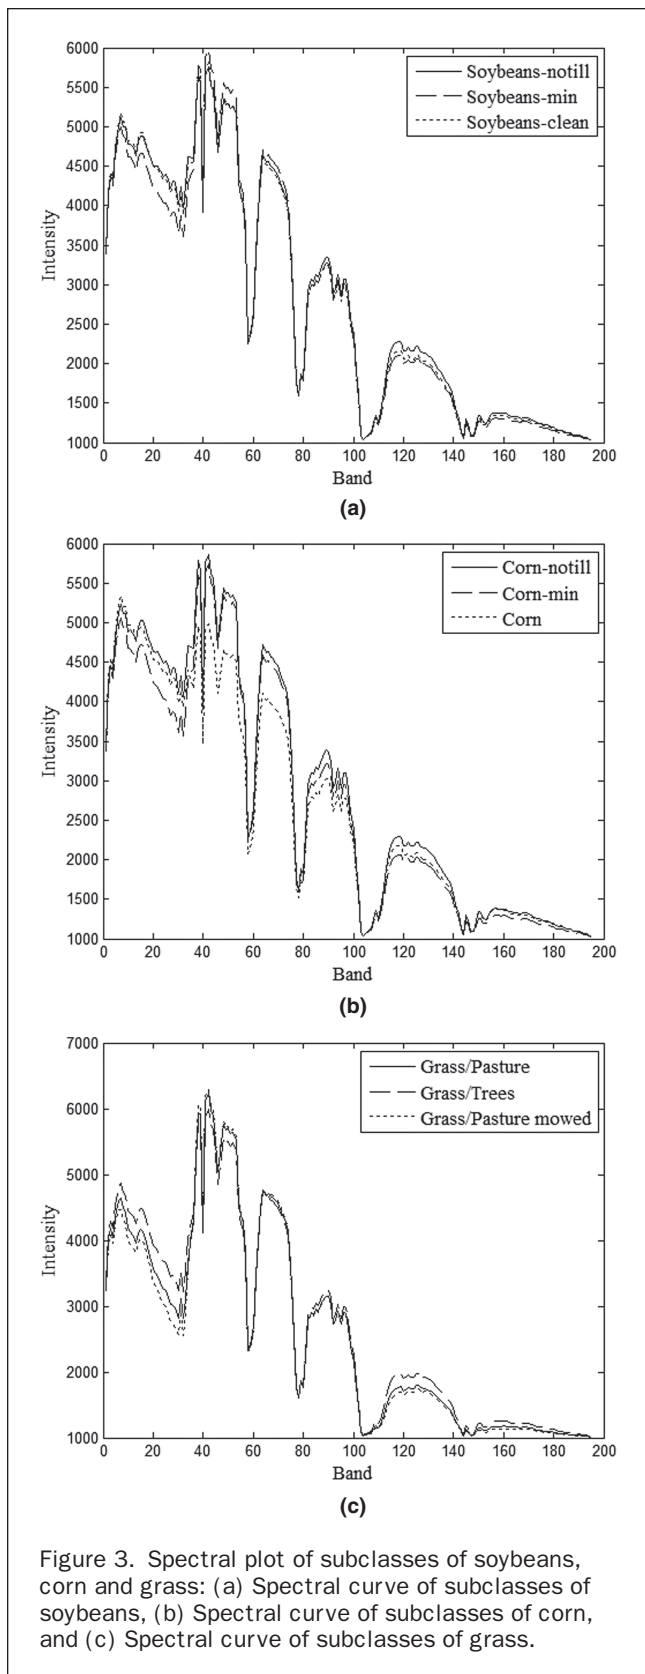 6000
5500
5000
4500
4000
3500
3000
2500
2000
1500
1000
Intensity
Soybeans-notill
Soybeans-min
Soybeans-clean
0 20 40 60 80 100 120 140 160 180 200
Band
(a)
6000
5500
5000
4500
4000
3500
3000
2500
2000
1500
1000
Intensity
Corn-notill
Corn-min
Corn
0 20 40 60 80 100 120 140 160 180 200
Band
(b)
7000
6000
5000
4000
3000
2000
1000
Intensity
Grass/Pasture
Grass/Trees
Grass/Pasture mowed
0 20 40 60 80 100 120 140 160 180 200
Band
(c)
Figure 3. Spectral plot of subclasses of soybeans,
corn and grass: (a) Spectral curve of subclasses of
soybeans, (b) Spectral curve of subclasses of corn,
and (c) Spectral curve of subclasses of grass.